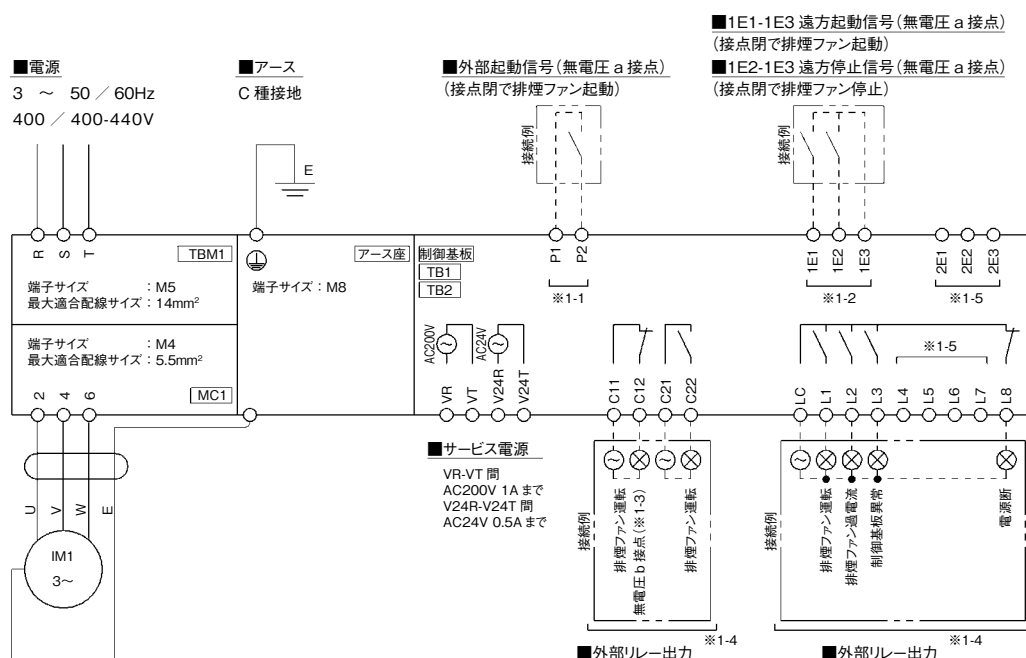 ■1E1-1E3 遠方起動信号(無電圧 a 接点)
(接点閉で排煙ファン起動)
■1E2-1E3 遠方停止信号(無電圧 a 接点)
(接点閉で排煙ファン停止)
■電源
3 ～ 50 ／ 60Hz
400 ／ 400-440V
■アース
C 種接地
■外部起動信号(無電圧 a 接点)
(接点閉で排煙ファン起動)
接続例
接続例
E
R
S
T
TBM1
端子サイズ ：M5
最大適合配線サイズ：14mm²
アース座
端子サイズ：M8
制御基板
TB1
TB2
P1
P2
※1-1
1E1
1E2
1E3
※1-2
2E1
2E2
2E3
※1-5
端子サイズ ：M4
最大適合配線サイズ：5.5mm²
MC1
2
4
6
AC200V
AC24V
VR
VT
V24R
V24T
C11
C12
C21
C22
※1-5
LC
L1
L2
L3
L4
L5
L6
L7
L8
■サービス電源
VR-VT 間
AC200V 1A まで
V24R-V24T 間
AC24V 0.5A まで
U
V
W
E
IM1
3～
接続例
排煙ファン運転
無電圧 b 接点(※1-3)
排煙ファン運転
※1-4
■外部リレー出力
接続例
排煙ファン運転
排煙ファン過電流
制御基板異常
電源断
※1-4
■外部リレー出力